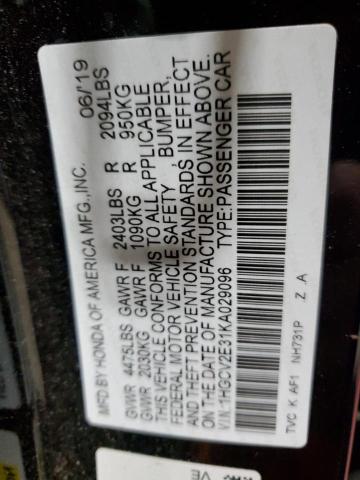 MFD BY HONDA OF AMERICA MFG.,INC. 06/'19
GVWR 4475LBS GAWR F 2403LBS R 2094LBS
GVWR 2030KG GAWR F 1090KG R 950KG
THIS VEHICLE CONFORMS TO ALL APPLICABLE
FEDERAL MOTOR VEHICLE SAFETY, BUMPER,
AND THEFT PREVENTION STANDARDS IN EFFECT
ON THE DATE OF MANUFACTURE SHOWN ABOVE.
V.I.N.:1HGCV2E31KA029096 TYPE:PASSENGER CAR
TVC K AF1 NH731P Z A
VE